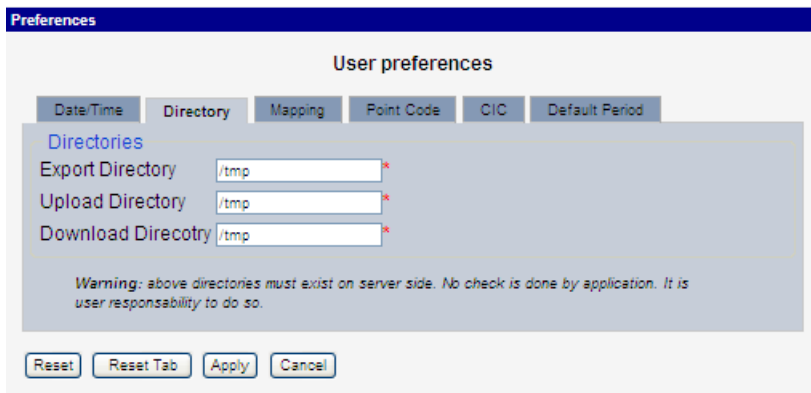 Preferences
User preferences
Date/Time Directory Mapping Point Code CIC Default Period
Directories
Export Directory /tmp *
Upload Directory /tmp *
Download Direcotry /tmp *
Warning: above directories must exist on server side. No check is done by application. It is
user responsability to do so.
Reset Reset Tab Apply Cancel